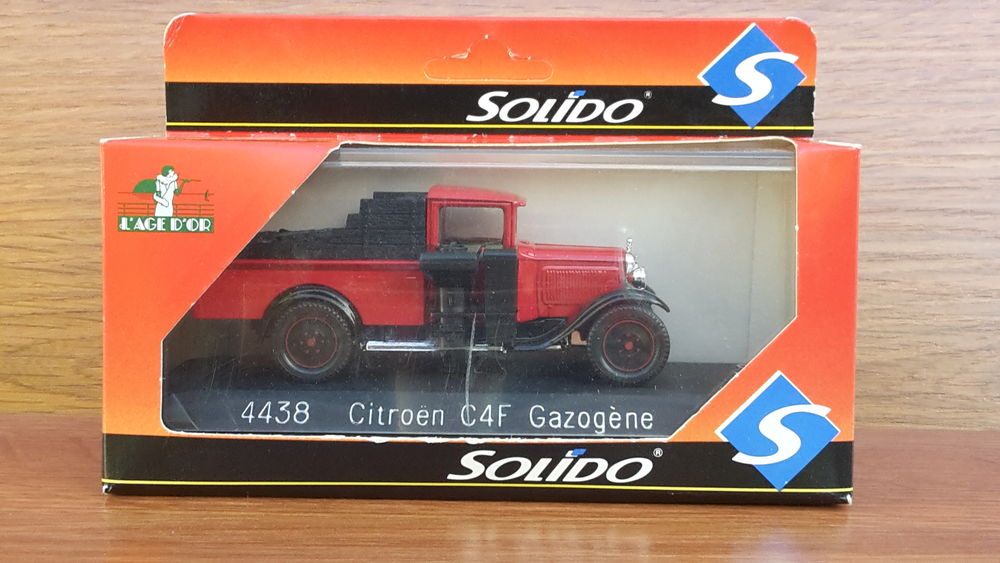 SOLIDO®
S
L'AGE D'OR
4438 Citroën C4F Gazogène
S
SOLIDO®